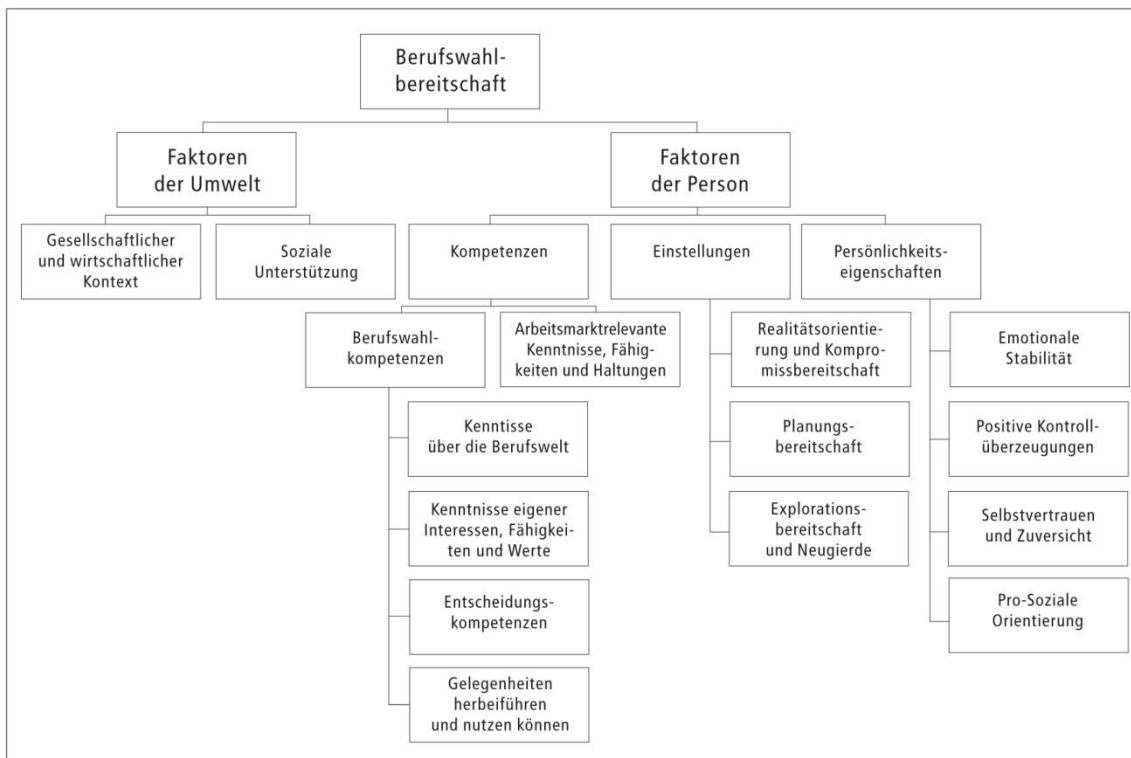 Berufswahl-
bereitschaft
Faktoren
der Umwelt
Faktoren
der Person
Gesellschaftlicher
und wirtschaftlicher
Kontext
Soziale
Unterstützung
Kompetenzen
Einstellungen
Persönlichkeits-
eigenschaften
Berufswahl-
kompetenzen
Arbeitsmarktrelevante
Kenntnisse, Fähig-
keiten und Haltungen
Realitätsorientie-
rung und Kompro-
missbereitschaft
Emotionale
Stabilität
Kenntisse
über die Berufswelt
Planungs-
bereitschaft
Positive Kontroll-
überzeugungen
Kenntnisse eigener
Interessen, Fähigkei-
ten und Werte
Explorations-
bereitschaft
und Neugierde
Selbstvertrauen
und Zuversicht
Entscheidungs-
kompetenzen
Pro-Soziale
Orientierung
Gelegenheiten
herbeiführen
und nutzen können